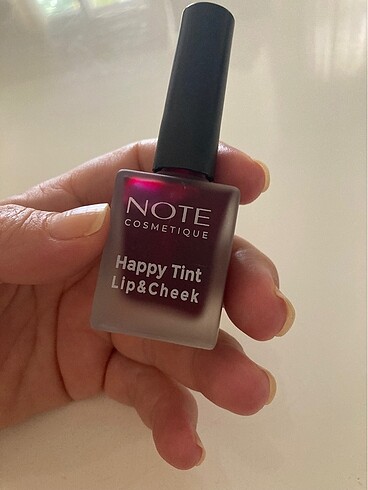 NOTE
COSMETIQUE
Happy Tint
Lip&Cheek